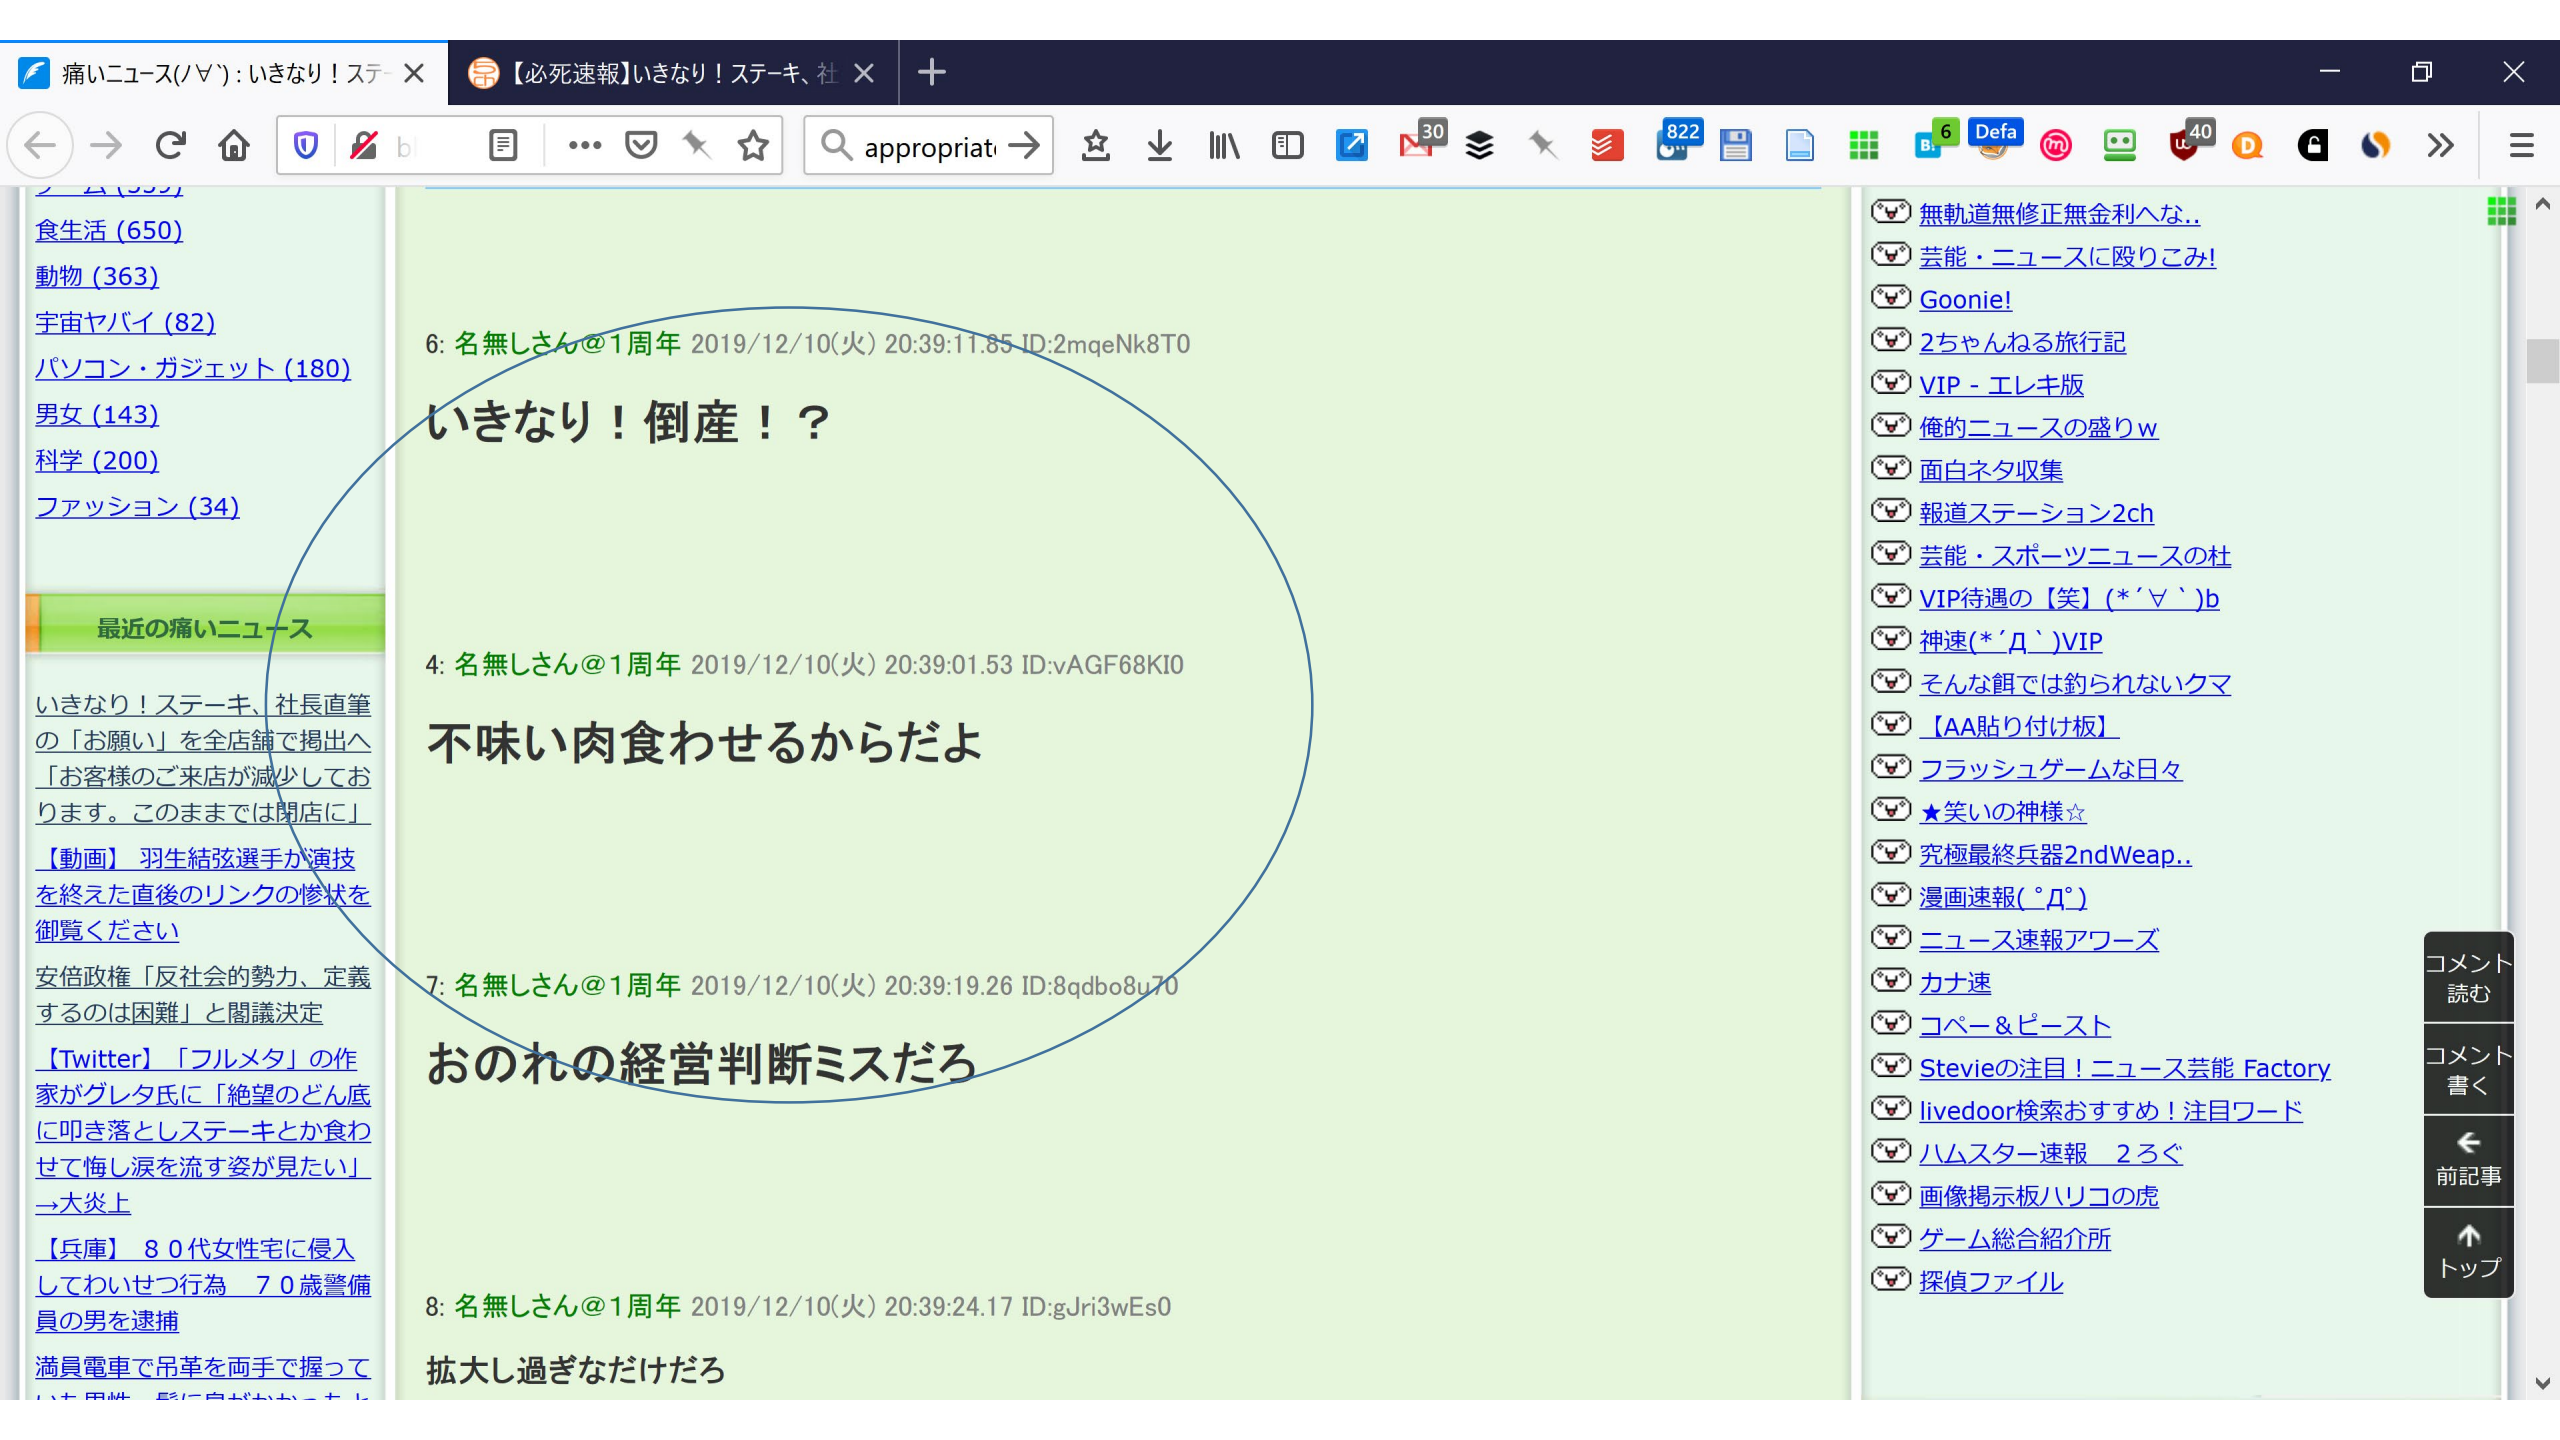 痛いニュース(ノ∀`) : いきなり！ステー
【必死速報】いきなり！ステーキ、社
appropriat
30
822
6
Defa
40
食生活 (650)
動物 (363)
宇宙ヤバイ (82)
パソコン・ガジェット (180)
男女 (143)
科学 (200)
ファッション (34)
最近の痛いニュース
いきなり！ステーキ、社長直筆
の「お願い」を全店舗で掲出へ
「お客様のご来店が減少してお
ります。このままでは閉店に」
【動画】 羽生結弦選手が演技
を終えた直後のリンクの惨状を
御覧ください
安倍政権「反社会的勢力、定義
するのは困難」と閣議決定
【Twitter】「フルメタ」の作
家がグレタ氏に「絶望のどん底
に叩き落としステーキとか食わ
せて悔し涙を流す姿が見たい」
→大炎上
【兵庫】 ８０代女性宅に侵入
してわいせつ行為　７０歳警備
員の男を逮捕
満員電車で吊革を両手で握って
6: 名無しさん@１周年 2019/12/10(火) 20:39:11.85 ID:2mqeNk8T0
いきなり！倒産！？
4: 名無しさん@１周年 2019/12/10(火) 20:39:01.53 ID:vAGF68KI0
不味い肉食わせるからだよ
7: 名無しさん@１周年 2019/12/10(火) 20:39:19.26 ID:8qdbo8u70
おのれの経営判断ミスだろ
8: 名無しさん@１周年 2019/12/10(火) 20:39:24.17 ID:gJri3wEs0
拡大し過ぎなだけだろ
無軌道無修正無金利へな..
芸能・ニュースに殴りこみ!
Goonie!
2ちゃんねる旅行記
VIP - エレキ版
俺的ニュースの盛りｗ
面白ネタ収集
報道ステーション2ch
芸能・スポーツニュースの杜
VIP待遇の【笑】(*´∀｀)b
神速(*´Д｀)VIP
そんな餌では釣られないクマ
【AA貼り付け板】
フラッシュゲームな日々
★笑いの神様☆
究極最終兵器2ndWeap..
漫画速報( ﾟДﾟ)
ニュース速報アワーズ
カナ速
コペー＆ピースト
Stevieの注目！ニュース芸能 Factory
livedoor検索おすすめ！注目ワード
ハムスター速報　２ろぐ
画像掲示板ハリコの虎
ゲーム総合紹介所
探偵ファイル
コメント
読む
コメント
書く
前記事
トップ